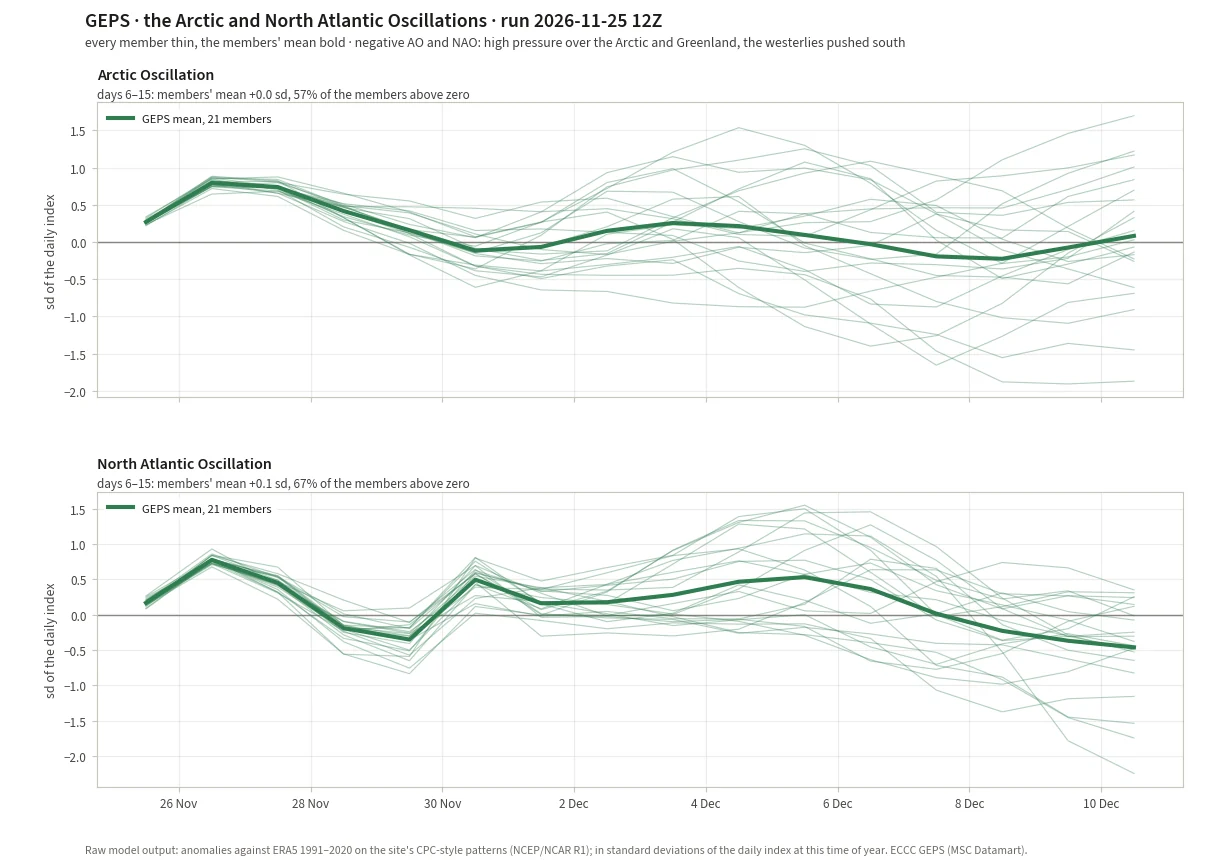 GEPS · the Arctic and North Atlantic Oscillations · run 2026-11-25 12Z
every member thin, the members' mean bold · negative AO and NAO: high pressure over the Arctic and Greenland, the westerlies pushed south
Arctic Oscillation
days 6–15: members' mean +0.0 sd, 57% of the members above zero
GEPS mean, 21 members
sd of the daily index
1.5
1.0
0.5
0.0
−0.5
−1.0
−1.5
−2.0
North Atlantic Oscillation
days 6–15: members' mean +0.1 sd, 67% of the members above zero
GEPS mean, 21 members
sd of the daily index
1.5
1.0
0.5
0.0
−0.5
−1.0
−1.5
−2.0
26 Nov 28 Nov 30 Nov 2 Dec 4 Dec 6 Dec 8 Dec 10 Dec
Raw model output: anomalies against ERA5 1991–2020 on the site's CPC-style patterns (NCEP/NCAR R1); in standard deviations of the daily index at this time of year. ECCC GEPS (MSC Datamart).